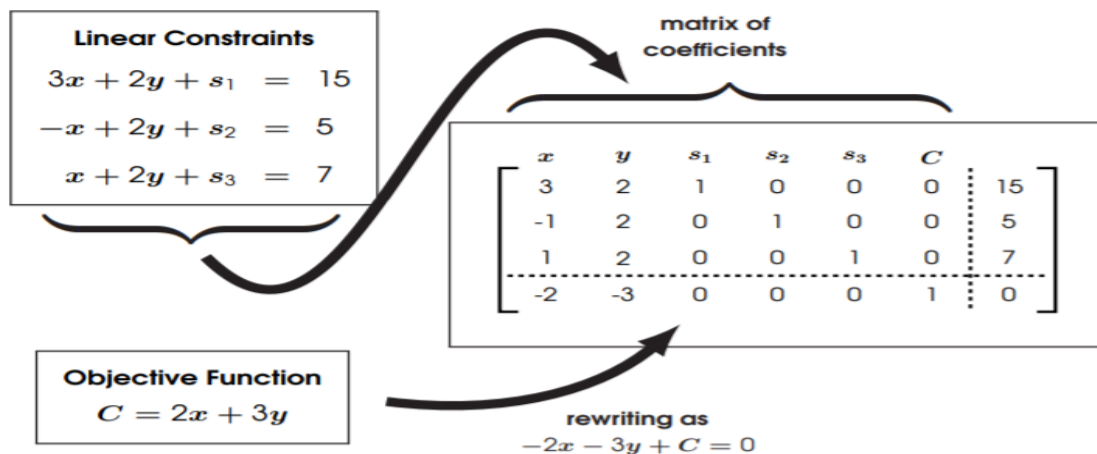 Linear Constraints
3x + 2y + s₁ = 15
−x + 2y + s₂ = 5
x + 2y + s₃ = 7
matrix of
coefficients
x y s₁ s₂ s₃ C
3 2 1 0 0 0 15
-1 2 0 1 0 0 5
1 2 0 0 1 0 7
-2 -3 0 0 0 1 0
Objective Function
C = 2x + 3y
rewriting as
−2x − 3y + C = 0